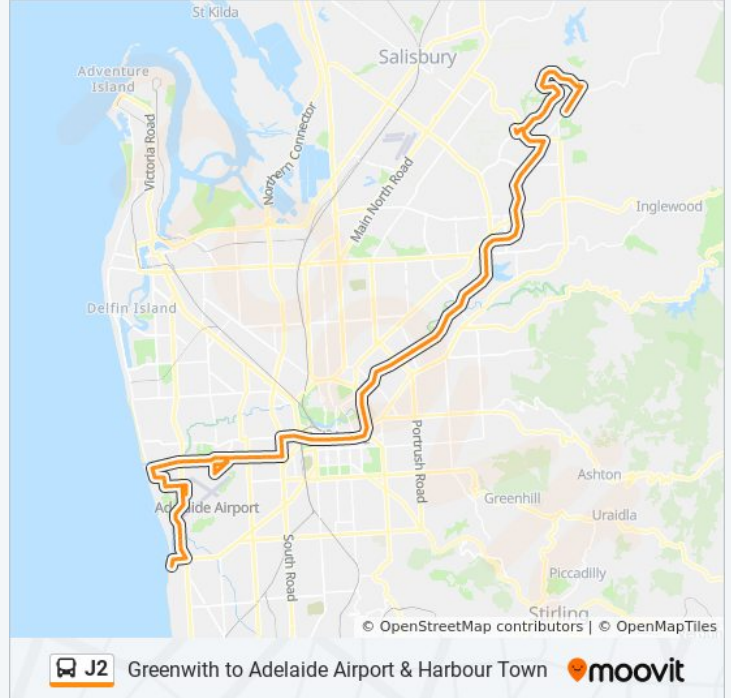 St Kilda
Salisbury
Adventure
Island
Victoria Road
Northern Connector
Main North Road
Inglewood
Delfin Island
Portrush Road
Ashton
Greenhill
Adelaide Airport
Uraidla
South Road
Piccadilly
Stirling
© OpenStreetMap contributors | © OpenMapTiles
J2 Greenwith to Adelaide Airport & Harbour Town moovit